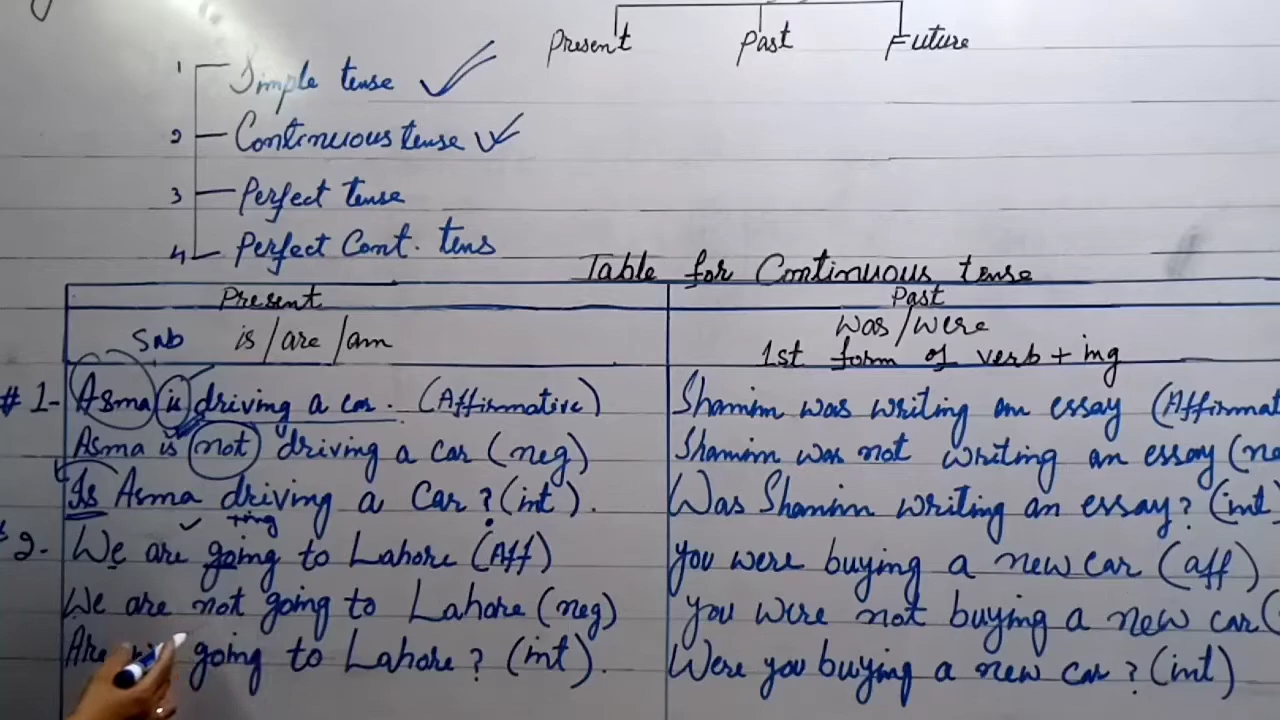 Present Past Future
1 Simple tense
2 Continuous tense
3 Perfect tense
4 Perfect Cont. tens
Table for Continuous tense
Present
Sub is/are/am
# 1- Asma is driving a car. (Affirmative)
Asma is not driving a car (neg)
Is Asma driving a Car? (int).
+ing
2- We are going to Lahore (Aff)
We are not going to Lahore (neg)
Are going to Lahore? (int).
Past
was/were
1st form of verb + ing
Shamim was writing an essay (Affirmat
Shamim was not writing an essay (ne
Was Shamim writing an essay? (int
You were buying a new car (aff)
You were not buying a new car (
Were you buying a new car? (int)